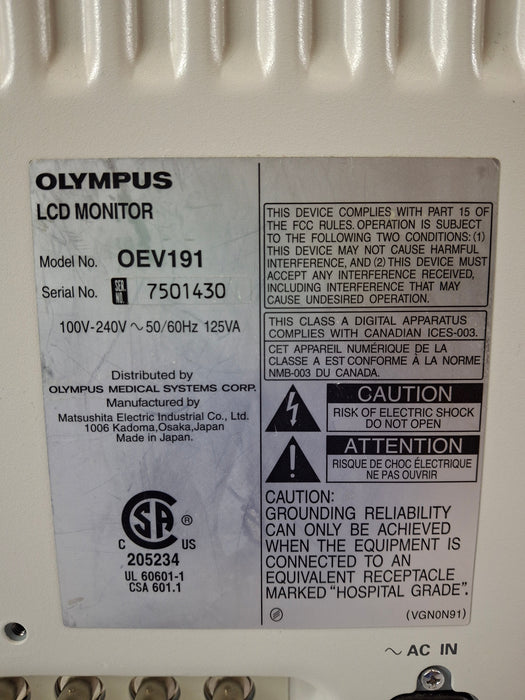 OLYMPUS
LCD MONITOR
Model No. OEV191
Serial No. SER. NO. 7501430
100V-240V ~ 50/60Hz 125VA
Distributed by
OLYMPUS MEDICAL SYSTEMS CORP.
Manufactured by
Matsushita Electric Industrial Co., Ltd.
1006 Kadoma,Osaka,Japan
Made in Japan.
C SA ® US
205234
UL 60601-1
CSA 601.1
THIS DEVICE COMPLIES WITH PART 15 OF
THE FCC RULES. OPERATION IS SUBJECT
TO THE FOLLOWING TWO CONDITIONS: (1)
THIS DEVICE MAY NOT CAUSE HARMFUL
INTERFERENCE, AND (2) THIS DEVICE MUST
ACCEPT ANY INTERFERENCE RECEIVED,
INCLUDING INTERFERENCE THAT MAY
CAUSE UNDESIRED OPERATION.
THIS CLASS A DIGITAL APPARATUS
COMPLIES WITH CANADIAN ICES-003.
CET APPAREIL NUMÉRIQUE DE LA
CLASSE A EST CONFORME À LA NORME
NMB-003 DU CANADA.
CAUTION
RISK OF ELECTRIC SHOCK
DO NOT OPEN
ATTENTION
RISQUE DE CHOC ÉLECTRIQUE
NE PAS OUVRIR
CAUTION:
GROUNDING RELIABILITY
CAN ONLY BE ACHIEVED
WHEN THE EQUIPMENT IS
CONNECTED TO AN
EQUIVALENT RECEPTACLE
MARKED "HOSPITAL GRADE".
(VGN0N91)
~ AC IN